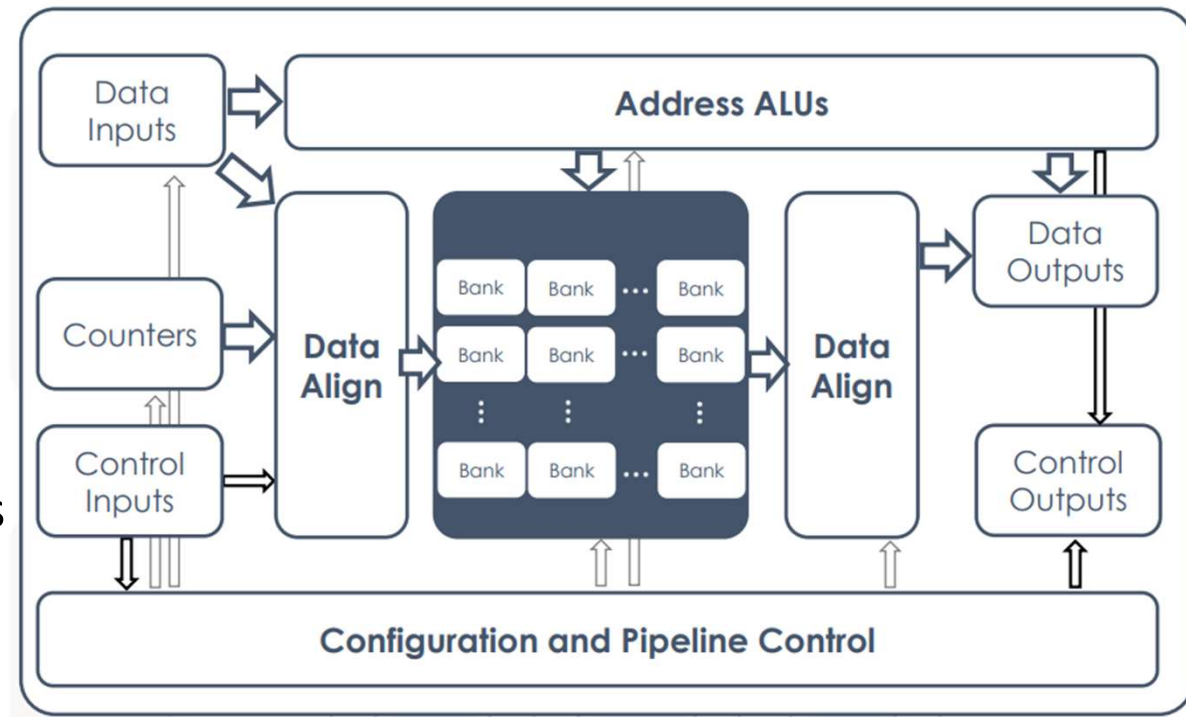 Data
Inputs
Address ALUs
Counters
Data
Align
Bank Bank ... Bank
Bank Bank ... Bank
Bank Bank ... Bank
Data
Align
Data
Outputs
Control
Inputs
s
Control
Outputs
Configuration and Pipeline Control